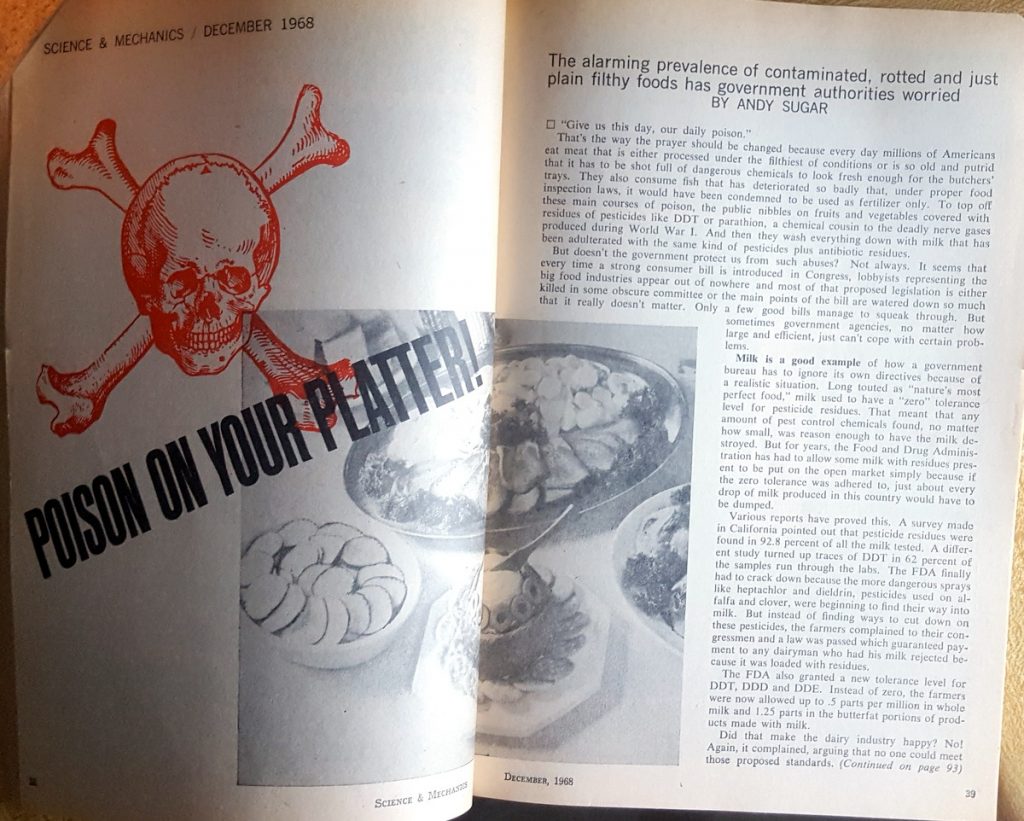 SCIENCE & MECHANICS / DECEMBER 1968
POISON ON YOUR PLATTER!
SCIENCE & MECHANICS
The alarming prevalence of contaminated, rotted and just
plain filthy foods has government authorities worried
BY ANDY SUGAR
□ "Give us this day, our daily poison."
That's the way the prayer should be changed because every day millions of Americans
eat meat that is either processed under the filthiest of conditions or is so old and putrid
that it has to be shot full of dangerous chemicals to look fresh enough for the butchers'
trays. They also consume fish that has deteriorated so badly that, under proper food
inspection laws, it would have been condemned to be used as fertilizer only. To top off
these main courses of poison, the public nibbles on fruits and vegetables covered with
residues of pesticides like DDT or parathion, a chemical cousin to the deadly nerve gases
produced during World War I. And then they wash everything down with milk that has
been adulterated with the same kind of pesticides plus antibiotic residues.
But doesn't the government protect us from such abuses? Not always. It seems that
every time a strong consumer bill is introduced in Congress, lobbyists representing the
big food industries appear out of nowhere and most of that proposed legislation is either
killed in some obscure committee or the main points of the bill are watered down so much
that it really doesn't matter. Only a few good bills manage to squeak through. But
sometimes government agencies, no matter how
large and efficient, just can't cope with certain prob-
lems.
Milk is a good example of how a government
bureau has to ignore its own directives because of
a realistic situation. Long touted as "nature's most
perfect food," milk used to have a "zero" tolerance
level for pesticide residues. That meant that any
amount of pest control chemicals found, no matter
how small, was reason enough to have the milk de-
stroyed. But for years, the Food and Drug Adminis-
tration has had to allow some milk with residues pres-
ent to be put on the open market simply because if
the zero tolerance was adhered to, just about every
drop of milk produced in this country would have to
be dumped.
Various reports have proved this. A survey made
in California pointed out that pesticide residues were
found in 92.8 percent of all the milk tested. A differ-
ent study turned up traces of DDT in 62 percent of
the samples run through the labs. The FDA finally
had to crack down because the more dangerous sprays
like heptachlor and dieldrin, pesticides used on al-
falfa and clover, were beginning to find their way into
milk. But instead of finding ways to cut down on
these pesticides, the farmers complained to their con-
gressmen and a law was passed which guaranteed pay-
ment to any dairyman who had his milk rejected be-
cause it was loaded with residues.
The FDA also granted a new tolerance level for
DDT, DDD and DDE. Instead of zero, the farmers
were now allowed up to .5 parts per million in whole
milk and 1.25 parts in the butterfat portions of prod-
ucts made with milk.
Did that make the dairy industry happy? No!
Again, it complained, arguing that no one could meet
those proposed standards. (Continued on page 93)
DECEMBER, 1968
39